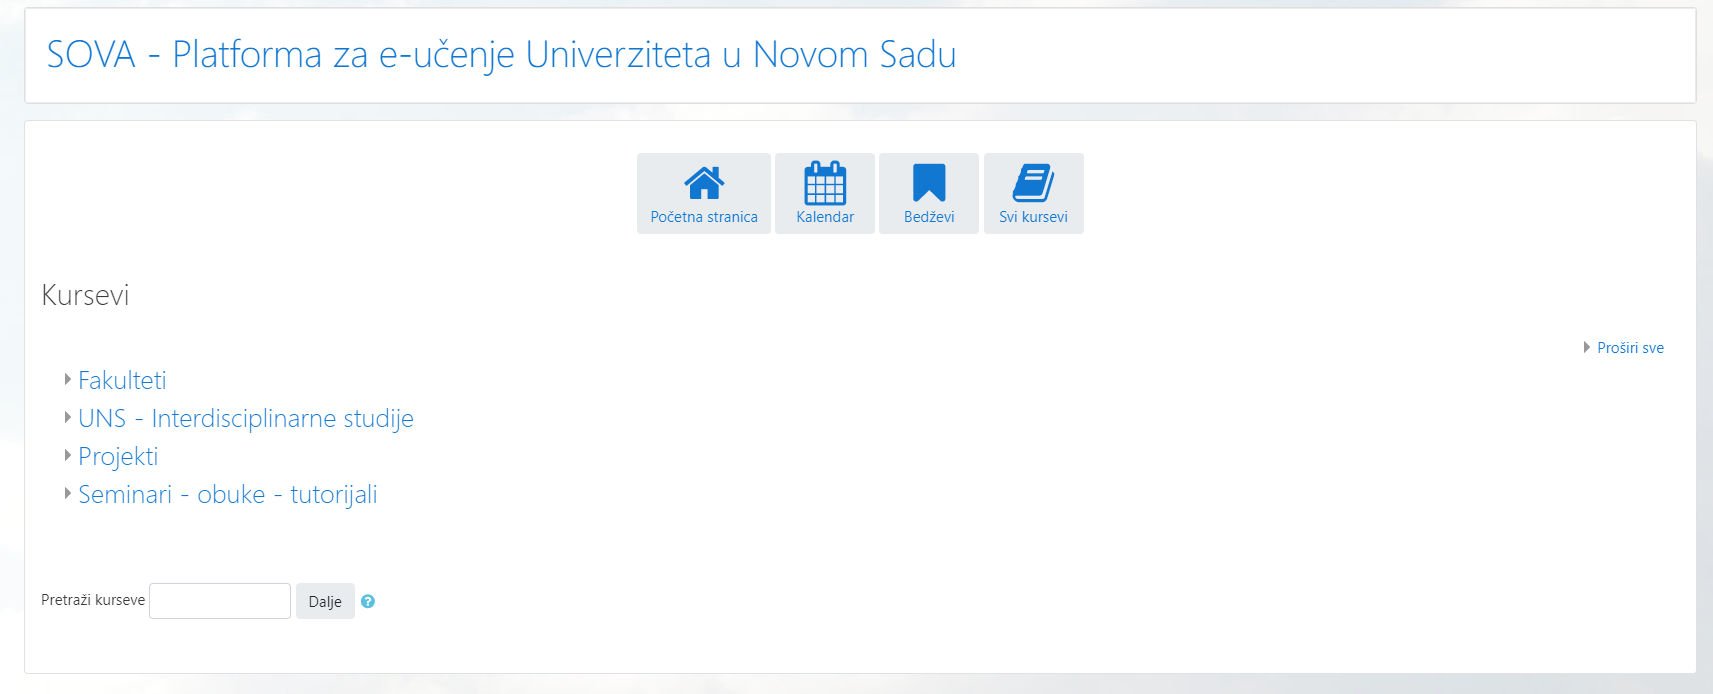 SOVA - Platforma za e-učenje Univerziteta u Novom Sadu
Početna stranica
Kalendar
Bedževi
Svi kursevi
Kursevi
Proširi sve
Fakulteti
UNS - Interdisciplinarne studije
Projekti
Seminari - obuke - tutorijali
Pretraži kurseve
Dalje
?